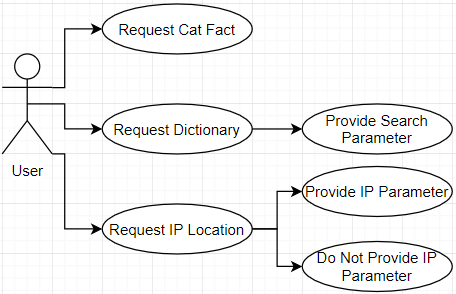 Request Cat Fact
Request Dictionary
Provide Search
Parameter
User
Provide IP Parameter
Request IP Location
Do Not Provide IP
Parameter